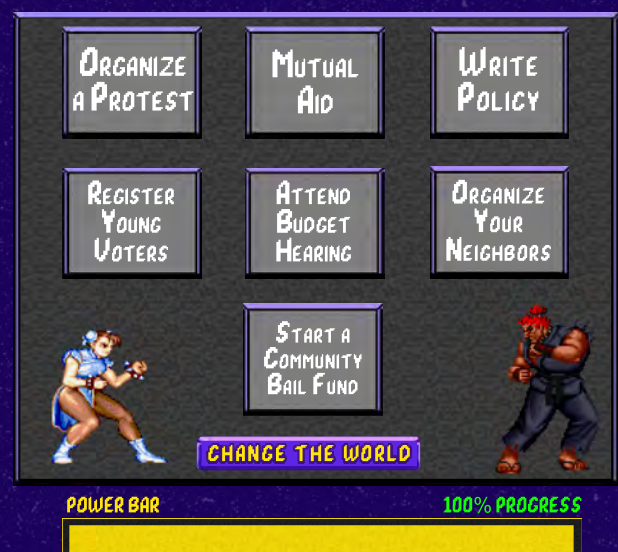 Organize
a Protest
Mutual
Aid
Write
Policy
Register
Young
Voters
Attend
Budget
Hearing
Organize
Your
Neighbors
Start a
Community
Bail Fund
CHANGE THE WORLD
POWER BAR
100% PROGRESS